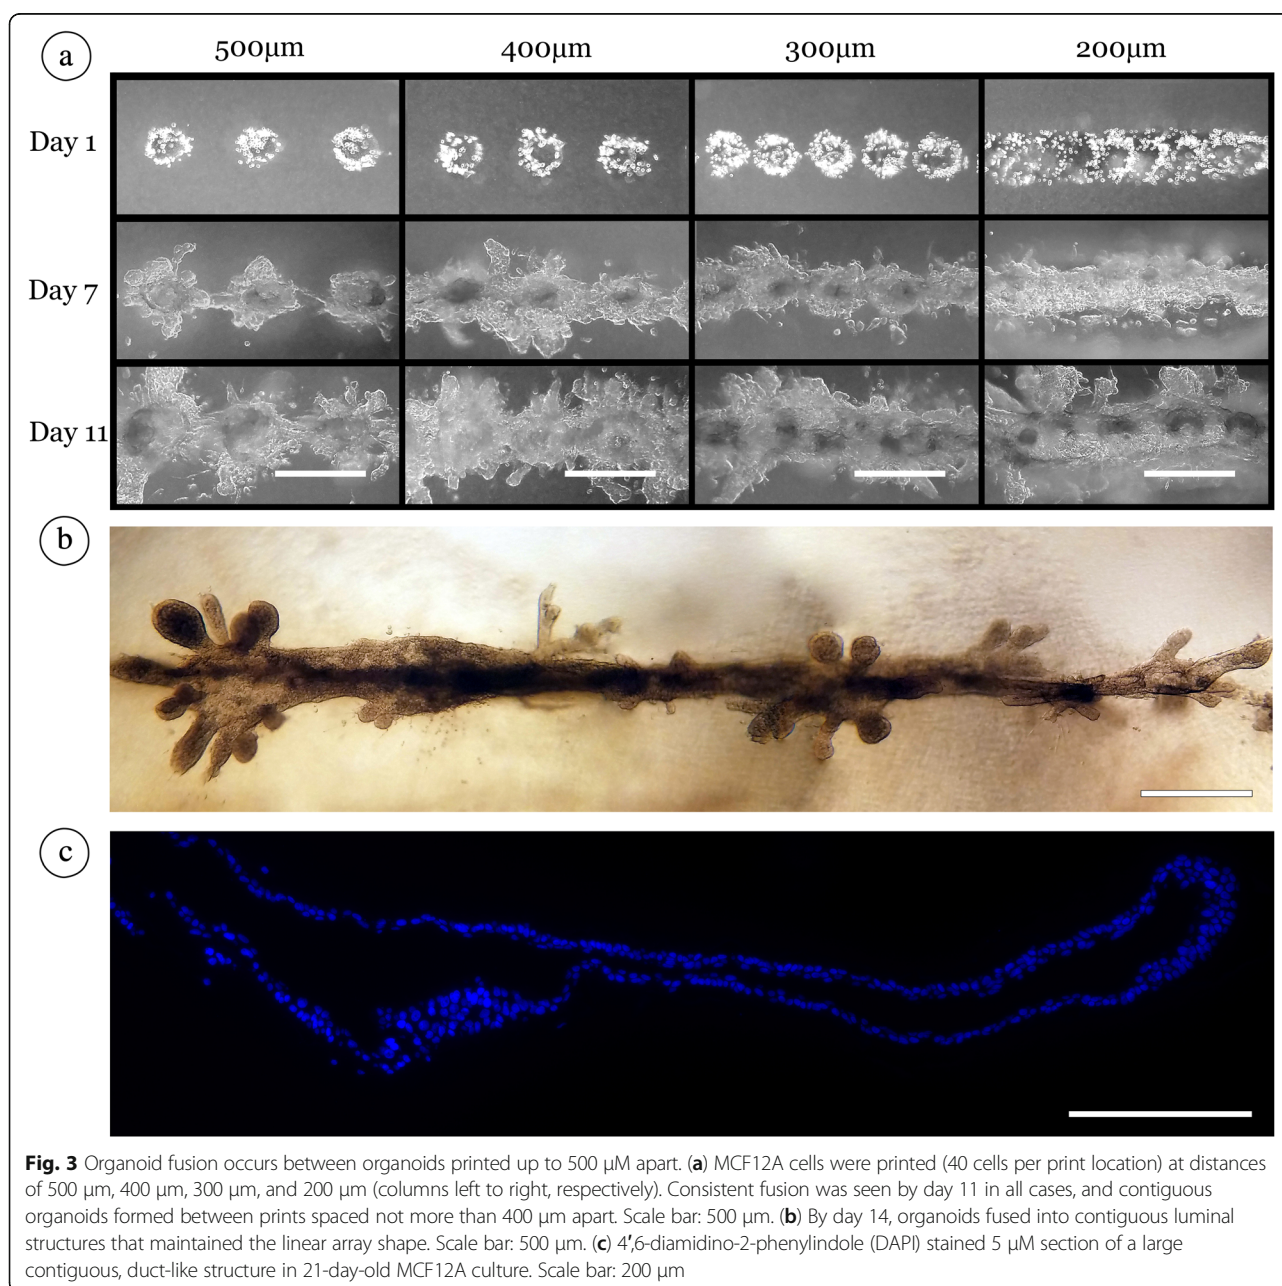 a
500μm 400μm 300μm 200μm
Day 1
Day 7
Day 11
b
c
Fig. 3 Organoid fusion occurs between organoids printed up to 500 μM apart. (a) MCF12A cells were printed (40 cells per print location) at distances
of 500 μm, 400 μm, 300 μm, and 200 μm (columns left to right, respectively). Consistent fusion was seen by day 11 in all cases, and contiguous
organoids formed between prints spaced not more than 400 μm apart. Scale bar: 500 μm. (b) By day 14, organoids fused into contiguous luminal
structures that maintained the linear array shape. Scale bar: 500 μm. (c) 4′,6-diamidino-2-phenylindole (DAPI) stained 5 μM section of a large
contiguous, duct-like structure in 21-day-old MCF12A culture. Scale bar: 200 μm